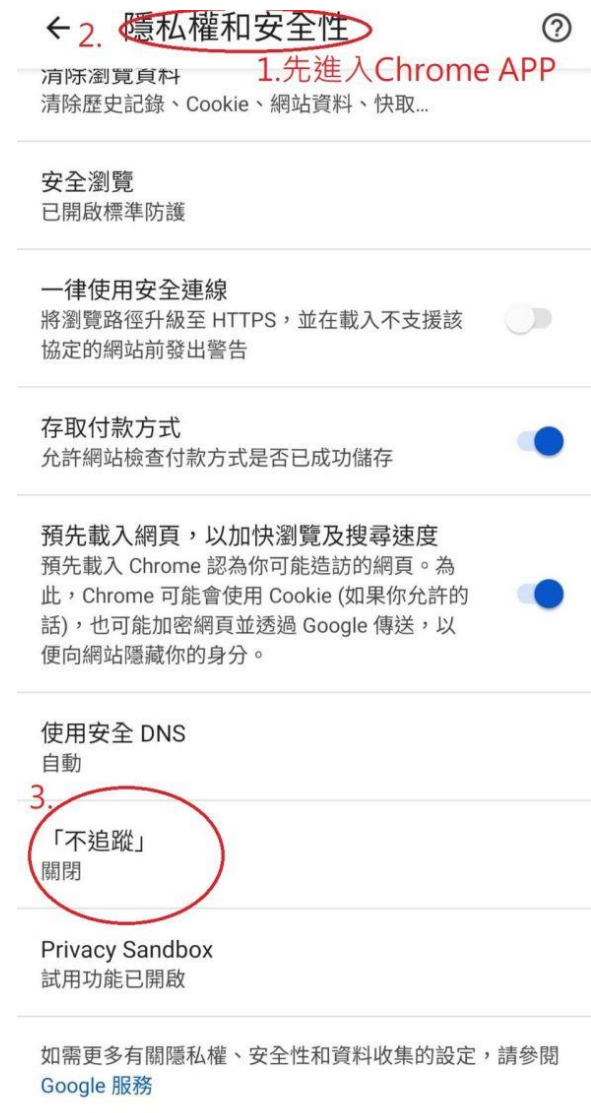 2. 隱私權和安全性
1.先進入Chrome APP
清除瀏覽資料
清除歷史記錄、Cookie、網站資料、快取...
安全瀏覽
已開啟標準防護
一律使用安全連線
將瀏覽路徑升級至 HTTPS,並在載入不支援該
協定的網站前發出警告
存取付款方式
允許網站檢查付款方式是否已成功儲存
預先載入網頁,以加快瀏覽及搜尋速度
預先載入 Chrome 認為你可能造訪的網頁。為
此,Chrome 可能會使用 Cookie (如果你允許的
話),也可能加密網頁並透過 Google 傳送,以
便向網站隱藏你的身分。
使用安全 DNS
自動
3.
「不追蹤」
關閉
Privacy Sandbox
試用功能已開啟
如需更多有關隱私權、安全性和資料收集的設定,請參閱
Google 服務